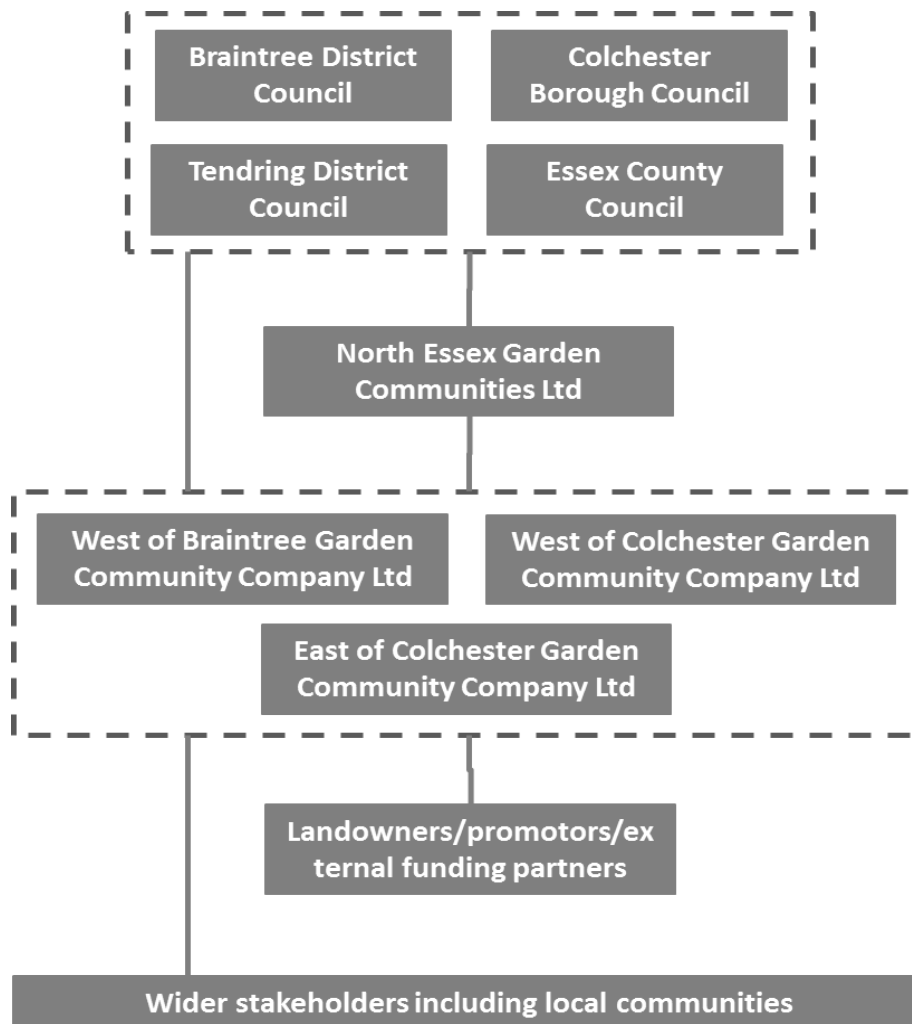 Braintree District
Council
Colchester
Borough Council
Tendring District
Council
Essex County
Council
North Essex Garden
Communities Ltd
West of Braintree Garden
Community Company Ltd
West of Colchester Garden
Community Company Ltd
East of Colchester Garden
Community Company Ltd
Landowners/promotors/ex
ternal funding partners
Wider stakeholders including local communities